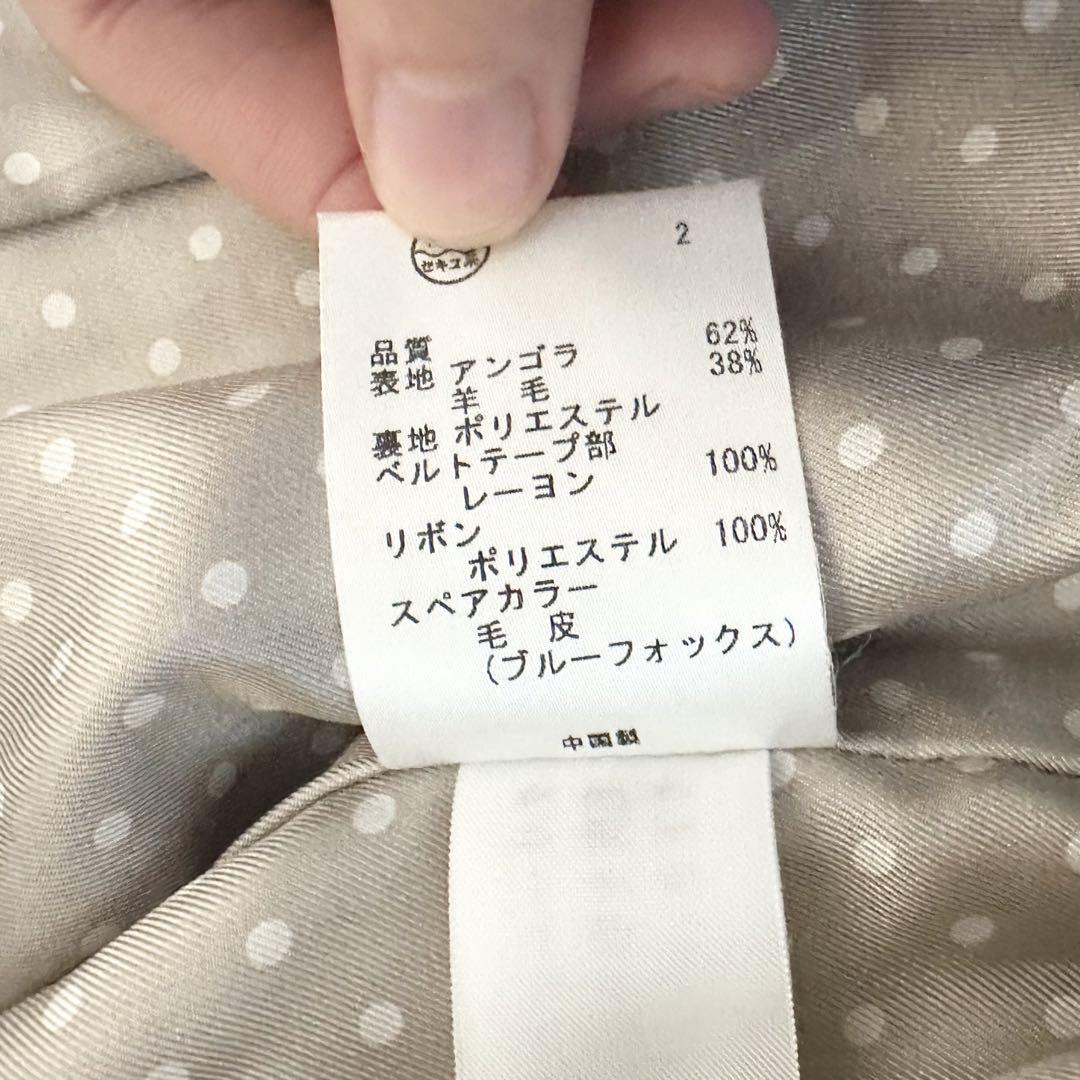 2
セキユ系
品質
表地 アンゴラ 62%
羊 毛 38%
裏地 ポリエステル
ベルトテープ部
レーヨン 100%
リボン
ポリエステル 100%
スペアカラー
毛 皮
(ブルーフォックス)
中国製